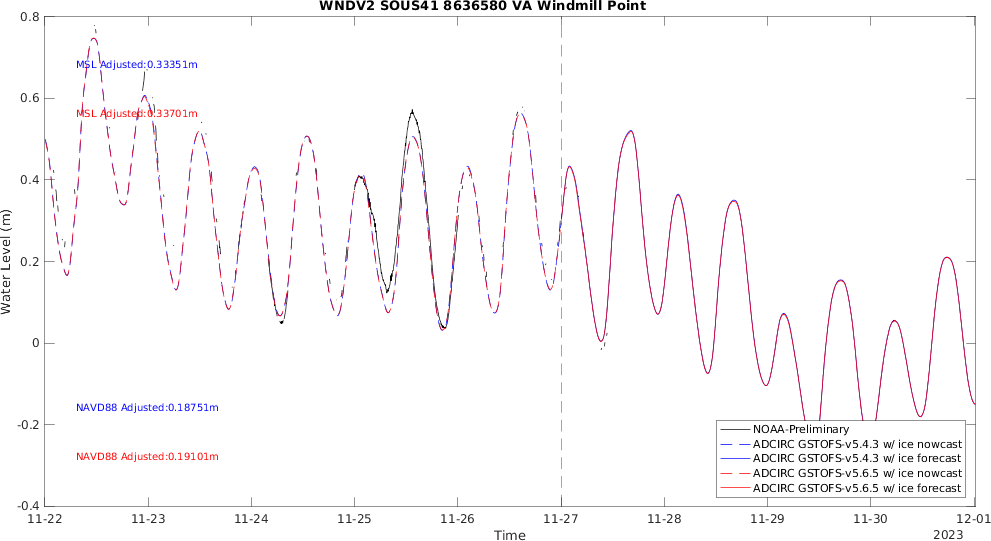 WNDV2 SOUS41 8636580 VA Windmill Point
0.8
0.6
0.4
0.2
0
-0.2
-0.4
Water Level (m)
MSL Adjusted:0.33351m
MSL Adjusted:0.33701m
NAVD88 Adjusted:0.18751m
NAVD88 Adjusted:0.19101m
NOAA-Preliminary
ADCIRC GSTOFS-v5.4.3 w/ ice nowcast
ADCIRC GSTOFS-v5.4.3 w/ ice forecast
ADCIRC GSTOFS-v5.6.5 w/ ice nowcast
ADCIRC GSTOFS-v5.6.5 w/ ice forecast
11-22 11-23 11-24 11-25 11-26 11-27 11-28 11-29 11-30 12-01
Time
2023